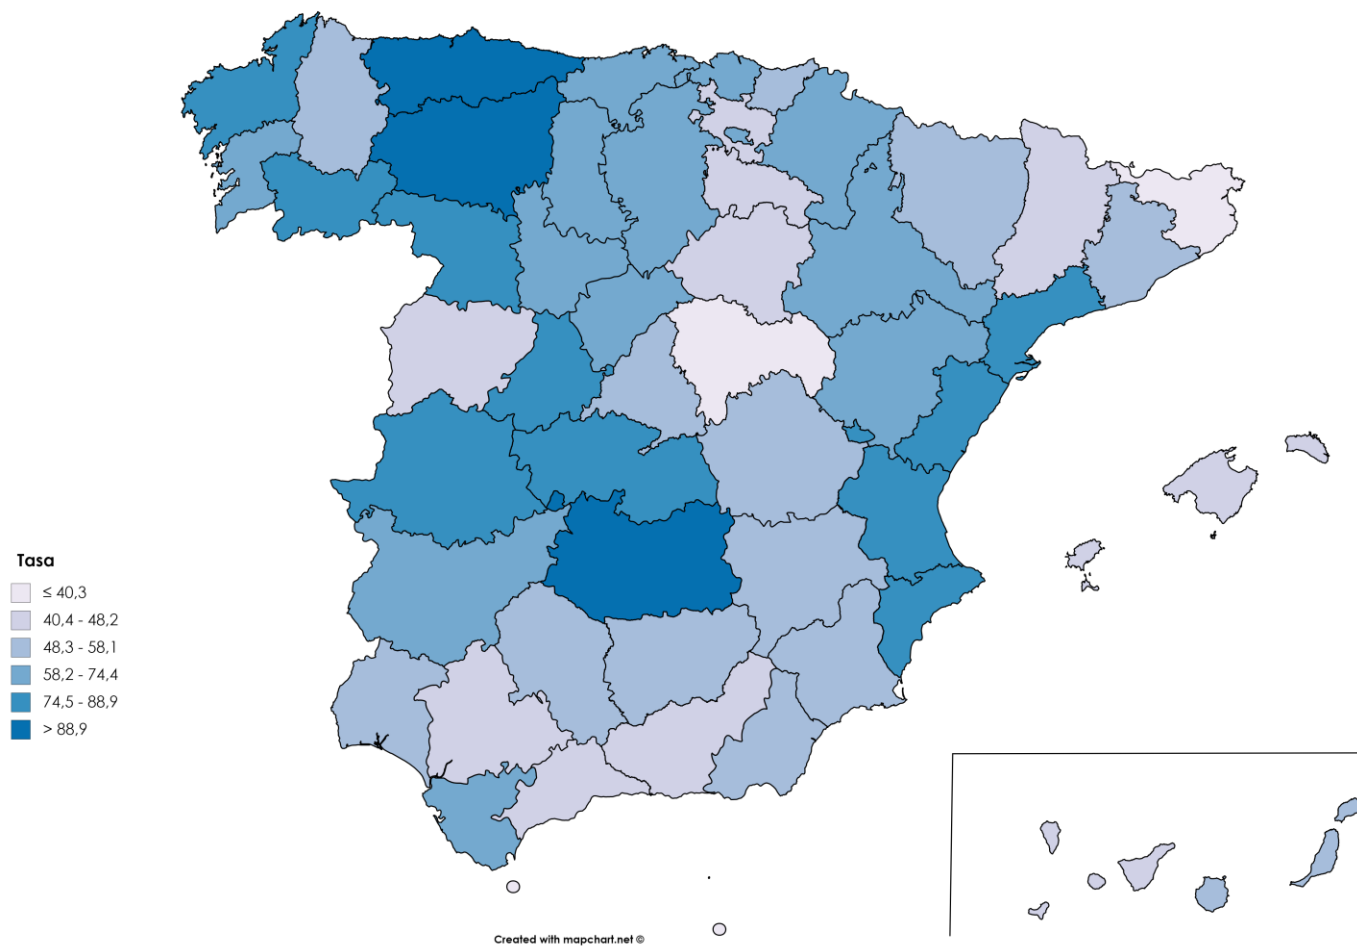 Tasa
≤ 40,3
40,4 - 48,2
48,3 - 58,1
58,2 - 74,4
74,5 - 88,9
> 88,9
Created with mapchart.net ©